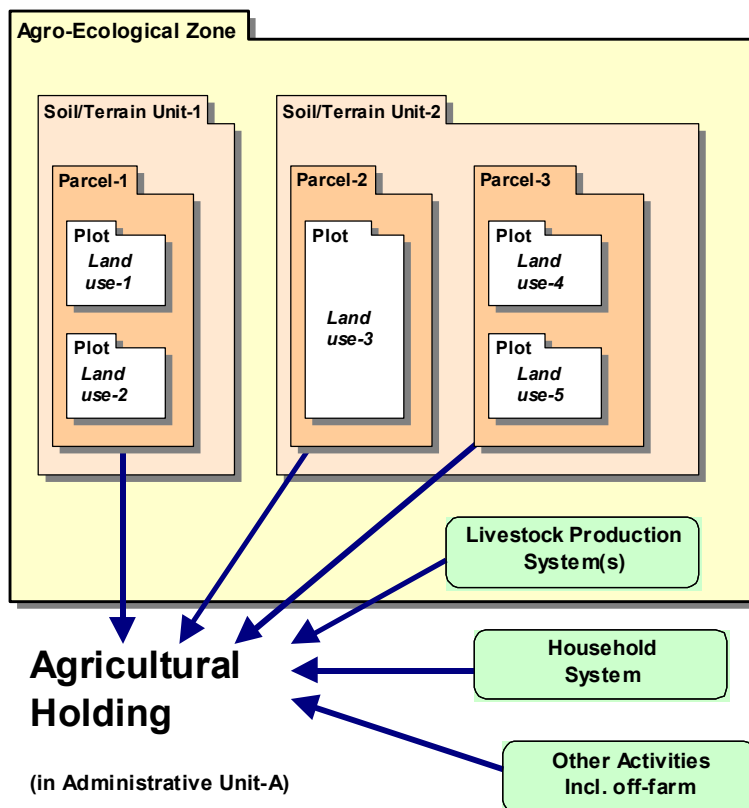 Agro-Ecological Zone
Soil/Terrain Unit-1
Parcel-1
Plot
Land
use-1
Plot
Land
use-2
Soil/Terrain Unit-2
Parcel-2
Plot
Land
use-3
Parcel-3
Plot
Land
use-4
Plot
Land
use-5
Livestock Production
System(s)
Household
System
Other Activities
Incl. off-farm
Agricultural
Holding
(in Administrative Unit-A)